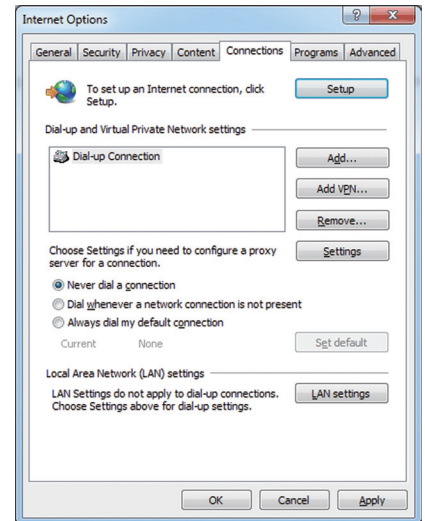 Internet Options
?
X
General Security Privacy Content Connections Programs Advanced
To set up an Internet connection, click
Setup.
Setup
Dial-up and Virtual Private Network settings
Dial-up Connection
Add...
Add VPN...
Remove...
Choose Settings if you need to configure a proxy
server for a connection.
Settings
Never dial a connection
Dial whenever a network connection is not present
Always dial my default connection
Current None
Set default
Local Area Network (LAN) settings
LAN Settings do not apply to dial-up connections.
Choose Settings above for dial-up settings.
LAN settings
OK Cancel Apply